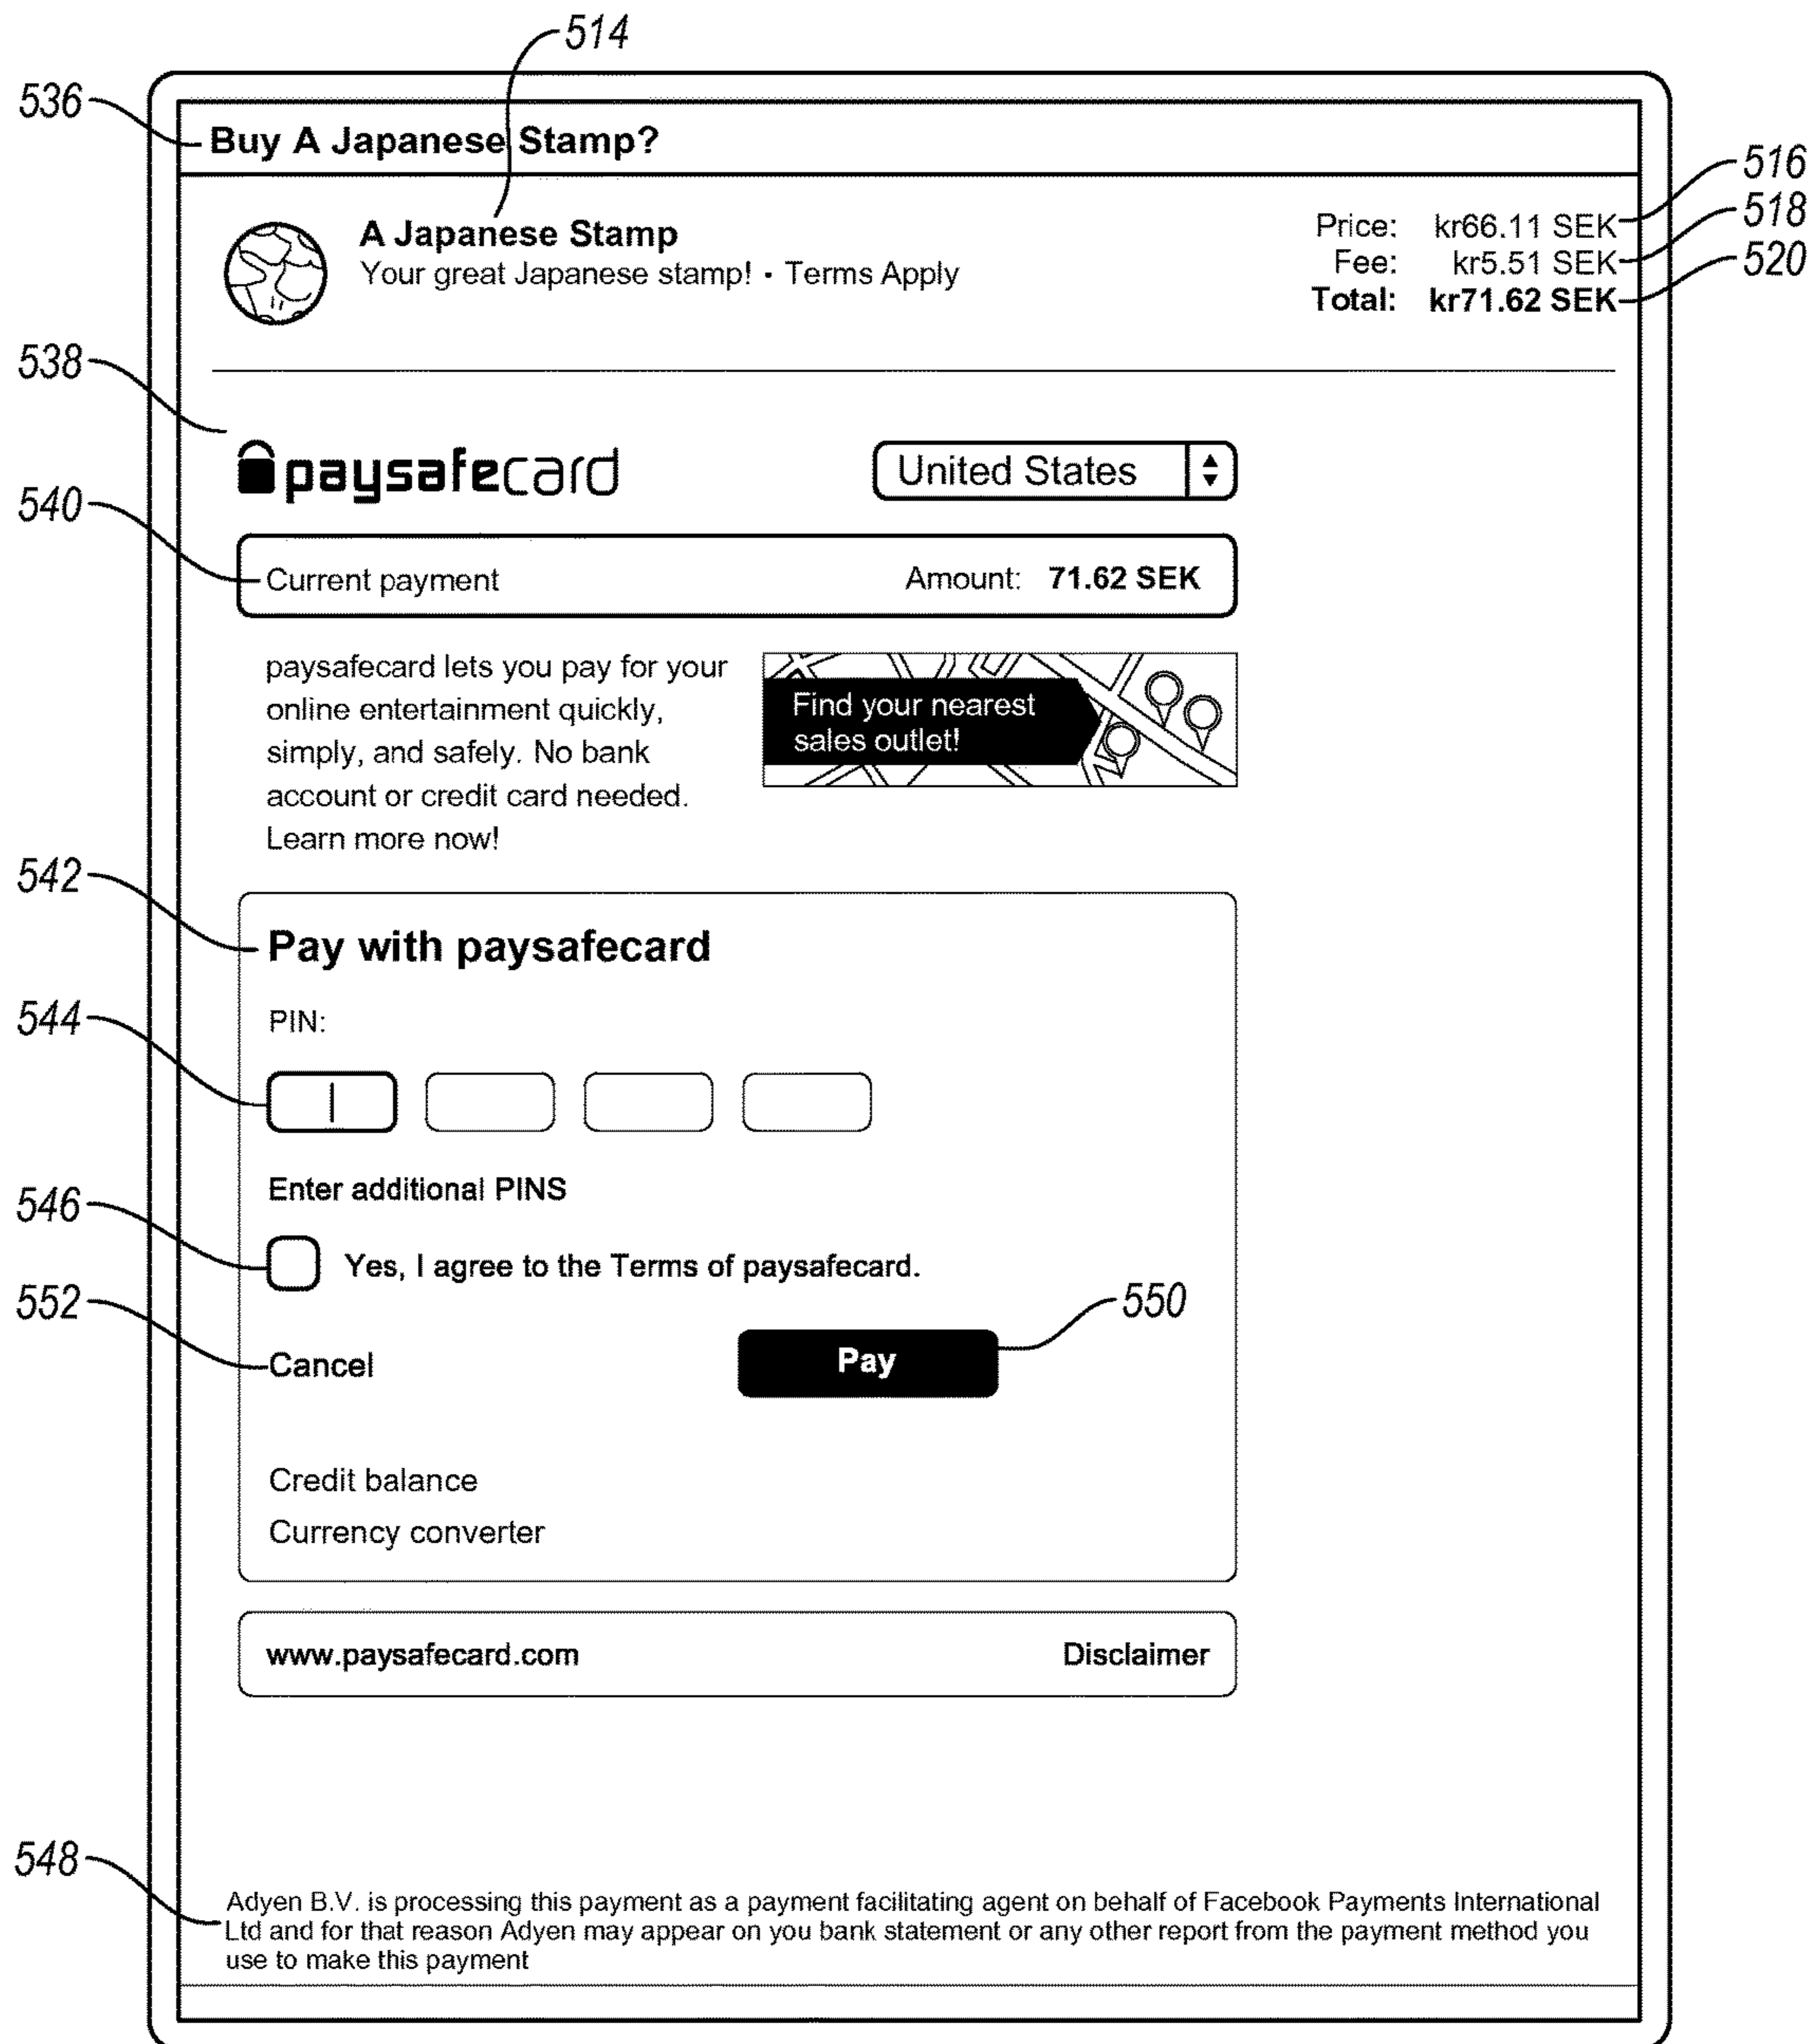 514
536
Buy A Japanese Stamp?
516
518
520
A Japanese Stamp
Your great Japanese stamp! • Terms Apply
Price: kr66.11 SEK
Fee: kr5.51 SEK
Total: kr71.62 SEK
538
paysafecard
United States
540
Current payment Amount: 71.62 SEK
paysafecard lets you pay for your
online entertainment quickly,
simply, and safely. No bank
account or credit card needed.
Learn more now!
Find your nearest
sales outlet!
542
Pay with paysafecard
544
PIN:
Enter additional PINS
546
Yes, I agree to the Terms of paysafecard.
552
550
Cancel
Pay
Credit balance
Currency converter
www.paysafecard.com Disclaimer
548
Adyen B.V. is processing this payment as a payment facilitating agent on behalf of Facebook Payments International
Ltd and for that reason Adyen may appear on you bank statement or any other report from the payment method you
use to make this payment